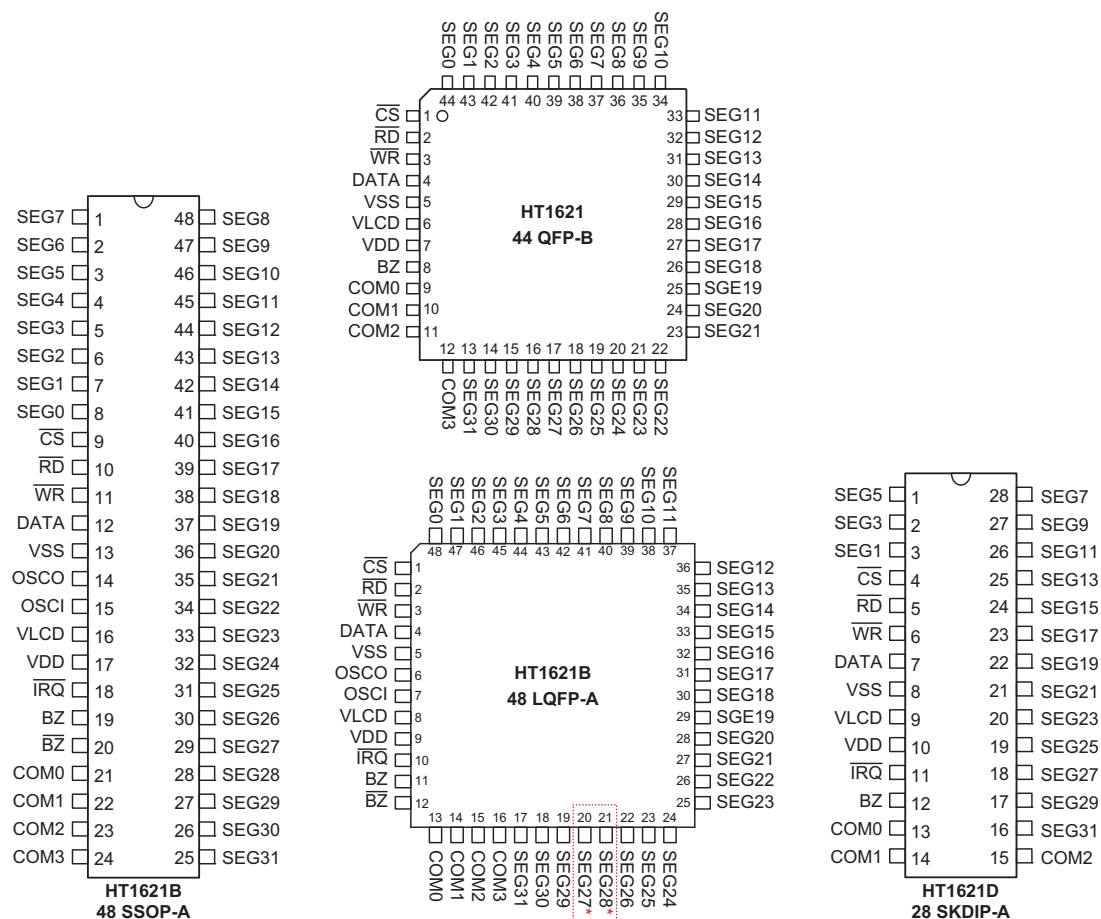 SEG7 1 48 SEG8
SEG6 2 47 SEG9
SEG5 3 46 SEG10
SEG4 4 45 SEG11
SEG3 5 44 SEG12
SEG2 6 43 SEG13
SEG1 7 42 SEG14
SEG0 8 41 SEG15
C̅S̅ 9 40 SEG16
R̅D̅ 10 39 SEG17
W̅R̅ 11 38 SEG18
DATA 12 37 SEG19
VSS 13 36 SEG20
OSCO 14 35 SEG21
OSCI 15 34 SEG22
VLCD 16 33 SEG23
VDD 17 32 SEG24
I̅R̅Q̅ 18 31 SEG25
BZ 19 30 SEG26
B̅Z̅ 20 29 SEG27
COM0 21 28 SEG28
COM1 22 27 SEG29
COM2 23 26 SEG30
COM3 24 25 SEG31
HT1621B
48 SSOP-A
SEG0 SEG1 SEG2 SEG3 SEG4 SEG5 SEG6 SEG7 SEG8 SEG9 SEG10
44 43 42 41 40 39 38 37 36 35 34
C̅S̅ 1 33 SEG11
R̅D̅ 2 32 SEG12
W̅R̅ 3 31 SEG13
DATA 4 30 SEG14
VSS 5 29 SEG15
VLCD 6 28 SEG16
VDD 7 27 SEG17
BZ 8 26 SEG18
COM0 9 25 SGE19
COM1 10 24 SEG20
COM2 11 23 SEG21
HT1621
44 QFP-B
12 13 14 15 16 17 18 19 20 21 22
COM3 SEG31 SEG30 SEG29 SEG28 SEG27 SEG26 SEG25 SEG24 SEG23 SEG22
SEG0 SEG1 SEG2 SEG3 SEG4 SEG5 SEG6 SEG7 SEG8 SEG9 SEG10 SEG11
48 47 46 45 44 43 42 41 40 39 38 37
C̅S̅ 1 36 SEG12
R̅D̅ 2 35 SEG13
W̅R̅ 3 34 SEG14
DATA 4 33 SEG15
VSS 5 32 SEG16
OSCO 6 31 SEG17
OSCI 7 30 SEG18
VLCD 8 29 SGE19
VDD 9 28 SEG20
I̅R̅Q̅ 10 27 SEG21
BZ 11 26 SEG22
B̅Z̅ 12 25 SEG23
HT1621B
48 LQFP-A
13 14 15 16 17 18 19 20 21 22 23 24
COM0 COM1 COM2 COM3 SEG31 SEG30 SEG29 SEG27* SEG28* SEG26 SEG25 SEG24
SEG5 1 28 SEG7
SEG3 2 27 SEG9
SEG1 3 26 SEG11
C̅S̅ 4 25 SEG13
R̅D̅ 5 24 SEG15
W̅R̅ 6 23 SEG17
DATA 7 22 SEG19
VSS 8 21 SEG21
VLCD 9 20 SEG23
VDD 10 19 SEG25
I̅R̅Q̅ 11 18 SEG27
BZ 12 17 SEG29
COM0 13 16 SEG31
COM1 14 15 COM2
HT1621D
28 SKDIP-A